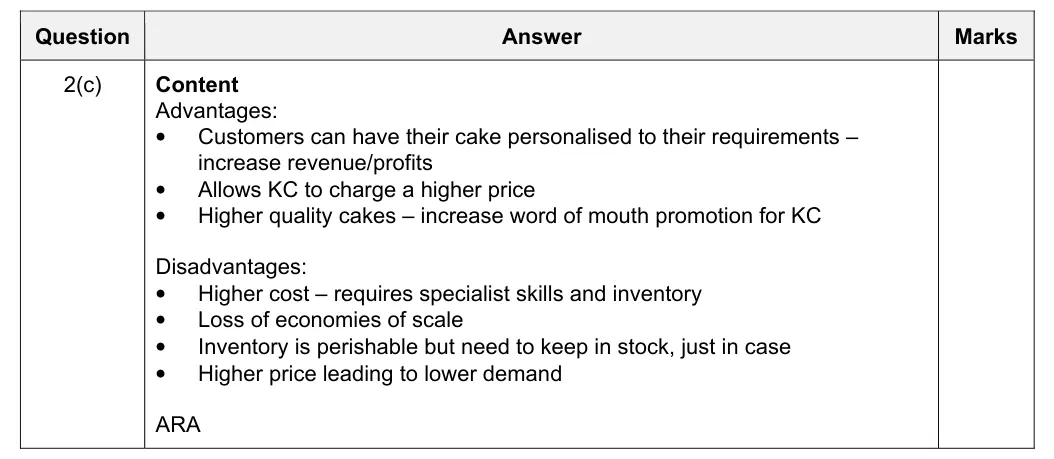 Question Answer Marks
2(c) Content
Advantages:
• Customers can have their cake personalised to their requirements –
increase revenue/profits
• Allows KC to charge a higher price
• Higher quality cakes – increase word of mouth promotion for KC
Disadvantages:
• Higher cost – requires specialist skills and inventory
• Loss of economies of scale
• Inventory is perishable but need to keep in stock, just in case
• Higher price leading to lower demand
ARA